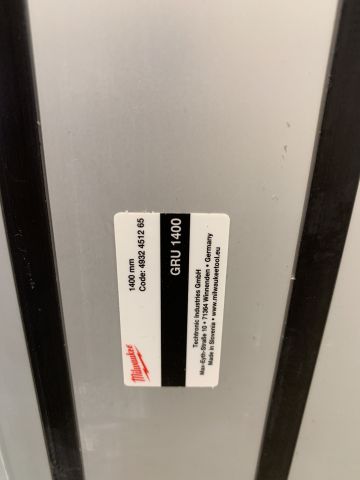 Milwaukee
1400 mm
Code: 4932 4512 65
GRU 1400
Techtronic Industries GmbH
Max-Eyth-Straße 10 • 71364 Winnenden • Germany
Made in Slovenia • www.milwaukeetool.eu